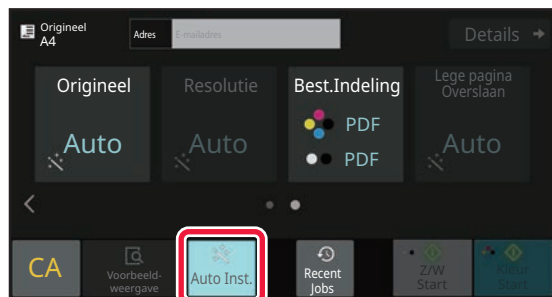 Origineel
A4
Adres
E-mailadres
Details
Origineel
Auto
Resolutie
Auto
Best.Indeling
PDF
PDF
Lege pagina
Overslaan
Auto
CA
Voorbeeld-
weergave
Auto Inst.
Recent
Jobs
Z/W
Start
Kleur
Start